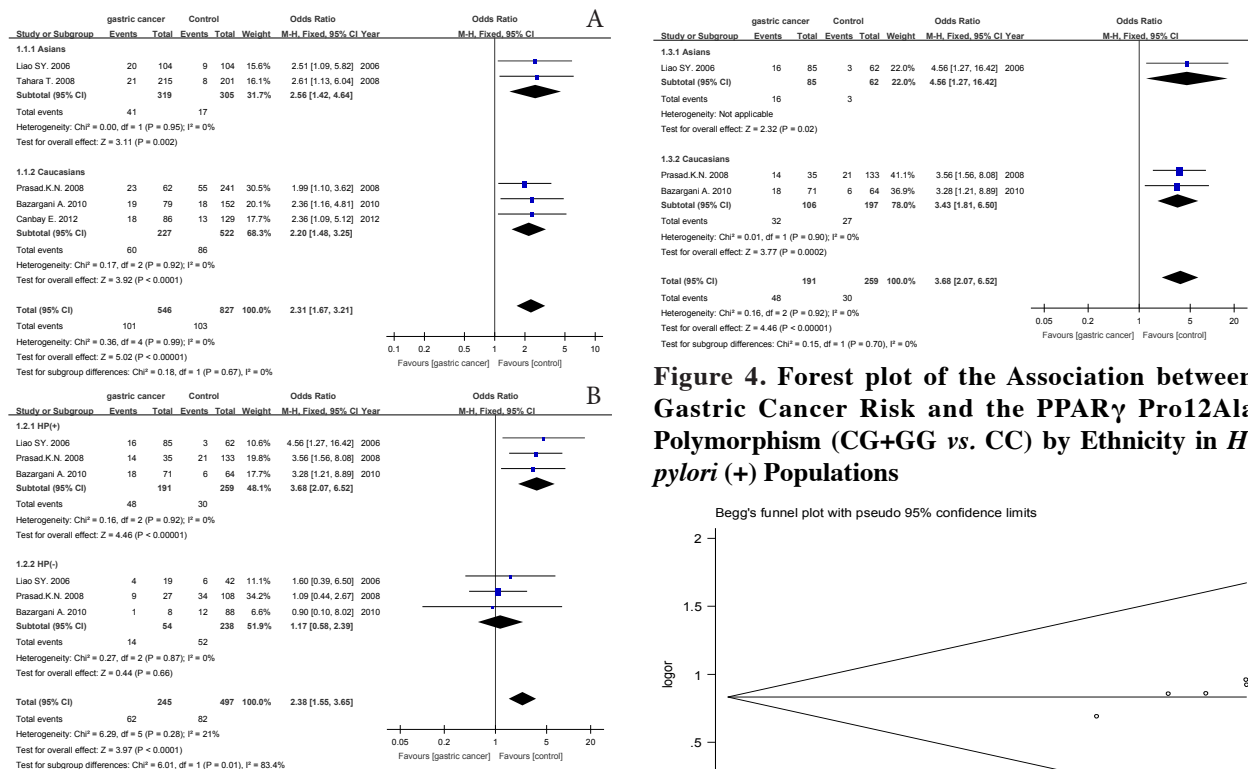 gastric cancer Control Odds Ratio Odds Ratio A
Study or Subgroup Events Total Events Total Weight M-H, Fixed, 95% CI Year M-H, Fixed, 95% CI
1.1.1 Asians
Liao SY. 2006 20 104 9 104 15.6% 2.51 [1.09, 5.82] 2006
Tahara T. 2008 21 215 8 201 16.1% 2.61 [1.13, 6.04] 2008
Subtotal (95% CI) 319 305 31.7% 2.56 [1.42, 4.64]
Total events 41 17
Heterogeneity: Chi² = 0.00, df = 1 (P = 0.95); I² = 0%
Test for overall effect: Z = 3.11 (P = 0.002)
1.1.2 Caucasians
Prasad.K.N. 2008 23 62 55 241 30.5% 1.99 [1.10, 3.62] 2008
Bazargani A. 2010 19 79 18 152 20.1% 2.36 [1.16, 4.81] 2010
Canbay E. 2012 18 86 13 129 17.7% 2.36 [1.09, 5.12] 2012
Subtotal (95% CI) 227 522 68.3% 2.20 [1.48, 3.25]
Total events 60 86
Heterogeneity: Chi² = 0.17, df = 2 (P = 0.92); I² = 0%
Test for overall effect: Z = 3.92 (P < 0.0001)
Total (95% CI) 546 827 100.0% 2.31 [1.67, 3.21]
Total events 101 103
Heterogeneity: Chi² = 0.36, df = 4 (P = 0.99); I² = 0%
Test for overall effect: Z = 5.02 (P < 0.00001)
Test for subgroup differences: Chi² = 0.18, df = 1 (P = 0.67), I² = 0%
0.1 0.2 0.5 1 2 5 10
Favours [gastric cancer] Favours [control]
gastric cancer Control Odds Ratio Odds Ratio B
Study or Subgroup Events Total Events Total Weight M-H, Fixed, 95% CI Year M-H, Fixed, 95% CI
1.2.1 HP(+)
Liao SY. 2006 16 85 3 62 10.6% 4.56 [1.27, 16.42] 2006
Prasad.K.N. 2008 14 35 21 133 19.8% 3.56 [1.56, 8.08] 2008
Bazargani A. 2010 18 71 6 64 17.7% 3.28 [1.21, 8.89] 2010
Subtotal (95% CI) 191 259 48.1% 3.68 [2.07, 6.52]
Total events 48 30
Heterogeneity: Chi² = 0.16, df = 2 (P = 0.92); I² = 0%
Test for overall effect: Z = 4.46 (P < 0.00001)
1.2.2 HP(-)
Liao SY. 2006 4 19 6 42 11.1% 1.60 [0.39, 6.50] 2006
Prasad.K.N. 2008 9 27 34 108 34.2% 1.09 [0.44, 2.67] 2008
Bazargani A. 2010 1 8 12 88 6.6% 0.90 [0.10, 8.02] 2010
Subtotal (95% CI) 54 238 51.9% 1.17 [0.58, 2.39]
Total events 14 52
Heterogeneity: Chi² = 0.27, df = 2 (P = 0.87); I² = 0%
Test for overall effect: Z = 0.44 (P = 0.66)
Total (95% CI) 245 497 100.0% 2.38 [1.55, 3.65]
Total events 62 82
Heterogeneity: Chi² = 6.29, df = 5 (P = 0.28); I² = 21%
Test for overall effect: Z = 3.97 (P < 0.0001)
Test for subgroup differences: Chi² = 6.01, df = 1 (P = 0.01), I² = 83.4%
0.05 0.2 1 5 20
Favours [gastric cancer] Favours [control]
gastric cancer Control Odds Ratio Odds Ratio
Study or Subgroup Events Total Events Total Weight M-H, Fixed, 95% CI Year M-H, Fixed, 95% CI
1.3.1 Asians
Liao SY. 2006 16 85 3 62 22.0% 4.56 [1.27, 16.42] 2006
Subtotal (95% CI) 85 62 22.0% 4.56 [1.27, 16.42]
Total events 16 3
Heterogeneity: Not applicable
Test for overall effect: Z = 2.32 (P = 0.02)
1.3.2 Caucasians
Prasad.K.N. 2008 14 35 21 133 41.1% 3.56 [1.56, 8.08] 2008
Bazargani A. 2010 18 71 6 64 36.9% 3.28 [1.21, 8.89] 2010
Subtotal (95% CI) 106 197 78.0% 3.43 [1.81, 6.50]
Total events 32 27
Heterogeneity: Chi² = 0.01, df = 1 (P = 0.90); I² = 0%
Test for overall effect: Z = 3.77 (P = 0.0002)
Total (95% CI) 191 259 100.0% 3.68 [2.07, 6.52]
Total events 48 30
Heterogeneity: Chi² = 0.16, df = 2 (P = 0.92); I² = 0%
Test for overall effect: Z = 4.46 (P < 0.00001)
Test for subgroup differences: Chi² = 0.15, df = 1 (P = 0.70), I² = 0%
0.05 0.2 1 5 20
Favours [gastric cancer] Favours [control]
Figure 4. Forest plot of the Association between
Gastric Cancer Risk and the PPARγ Pro12Ala
Polymorphism (CG+GG vs. CC) by Ethnicity in H
pylori (+) Populations
Begg's funnel plot with pseudo 95% confidence limits
2
1.5
1
.5
logor